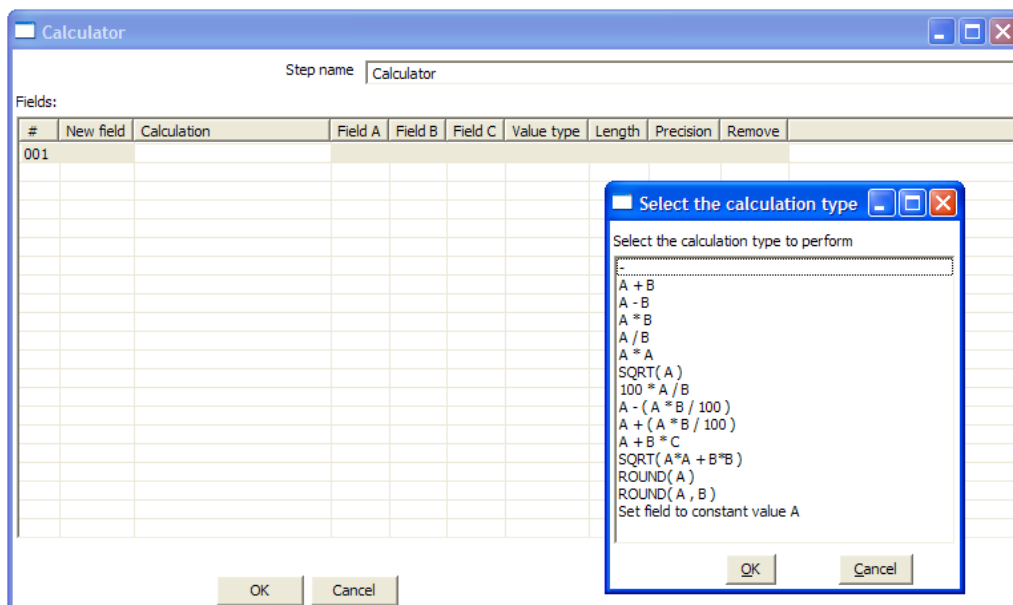 Calculator
Step name Calculator
Fields:
# New field Calculation Field A Field B Field C Value type Length Precision Remove
001
Select the calculation type
Select the calculation type to perform
-
A + B
A - B
A * B
A / B
A * A
SQRT( A )
100 * A / B
A - ( A * B / 100 )
A + ( A * B / 100 )
A + B * C
SQRT( A*A + B*B )
ROUND( A )
ROUND( A , B )
Set field to constant value A
OK Cancel
OK Cancel